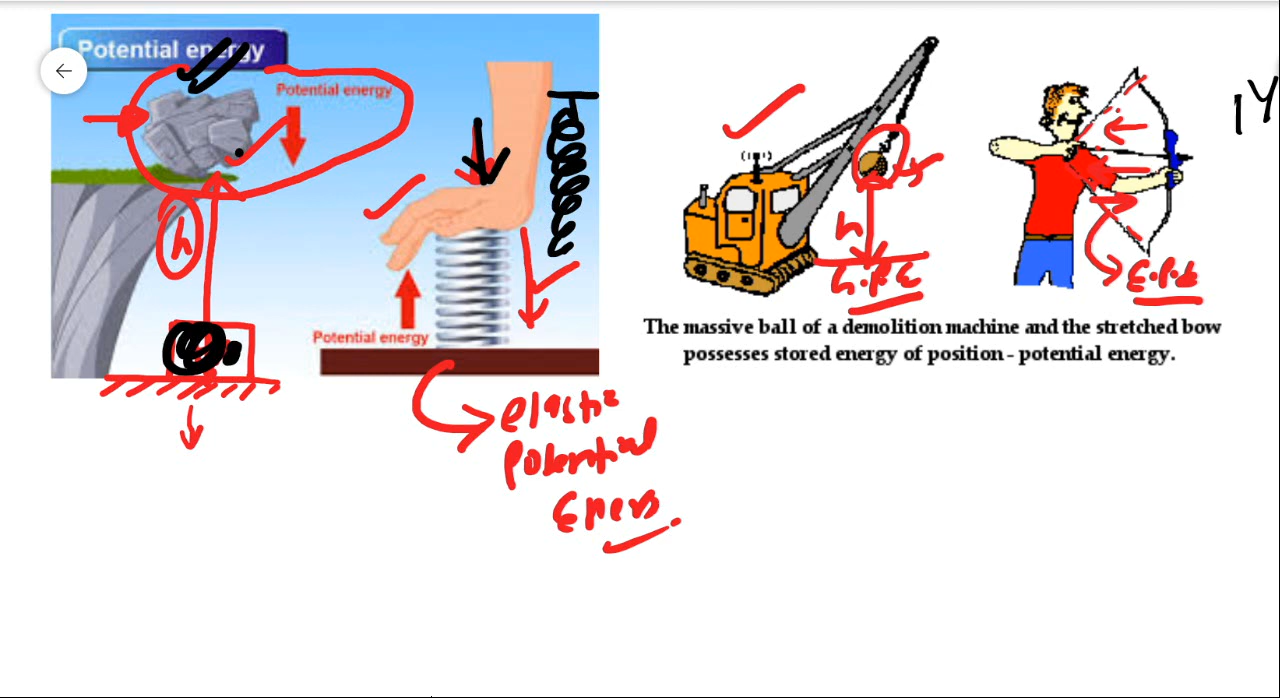 Potential energy
Potential energy
h
Potential energy
elastic
Potential
Energy
h
G.P.E
E.P.E
The massive ball of a demolition machine and the stretched bow
possesses stored energy of position - potential energy.